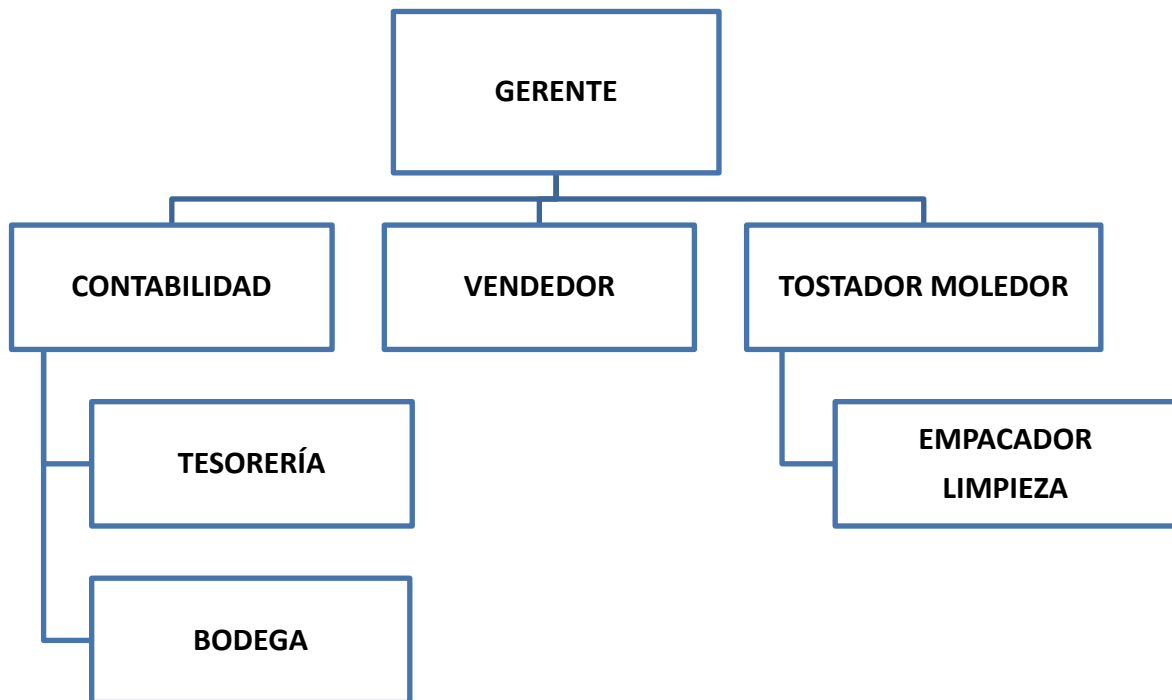 GERENTE
CONTABILIDAD
VENDEDOR
TOSTADOR MOLEDOR
TESORERÍA
EMPACADOR
LIMPIEZA
BODEGA